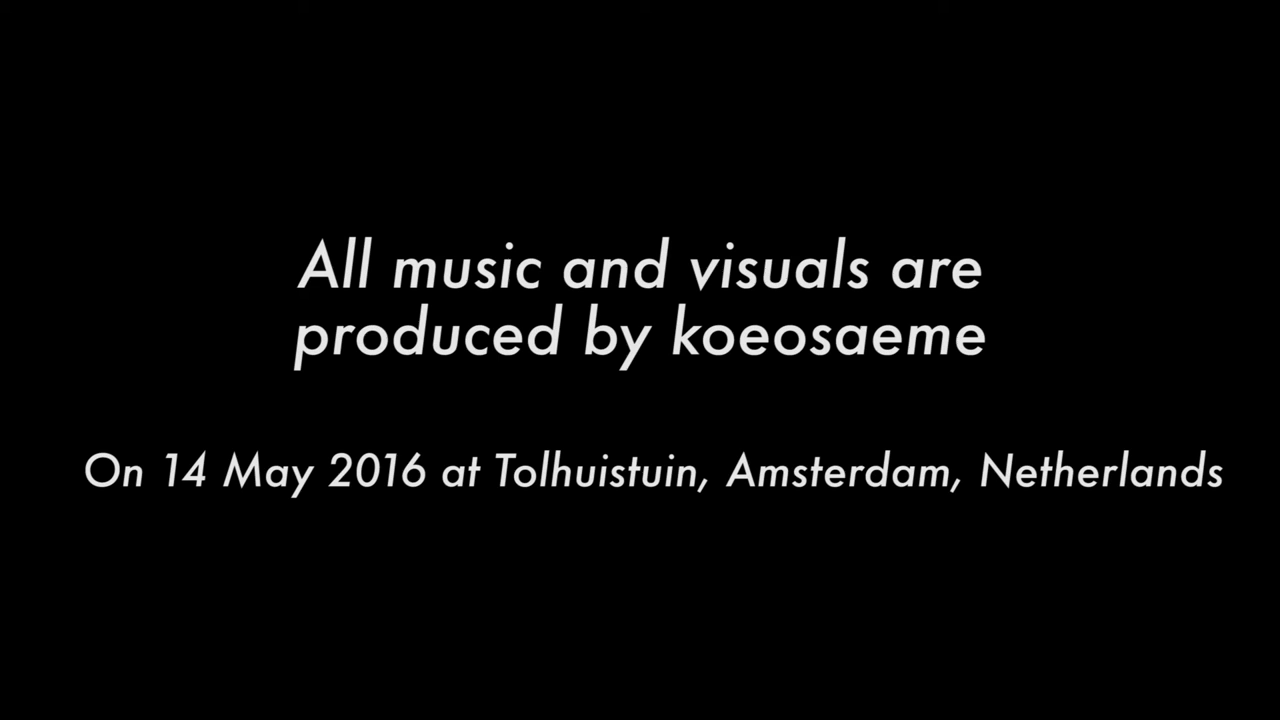 All music and visuals are
produced by koeosaeme
On 14 May 2016 at Tolhuistuin, Amsterdam, Netherlands